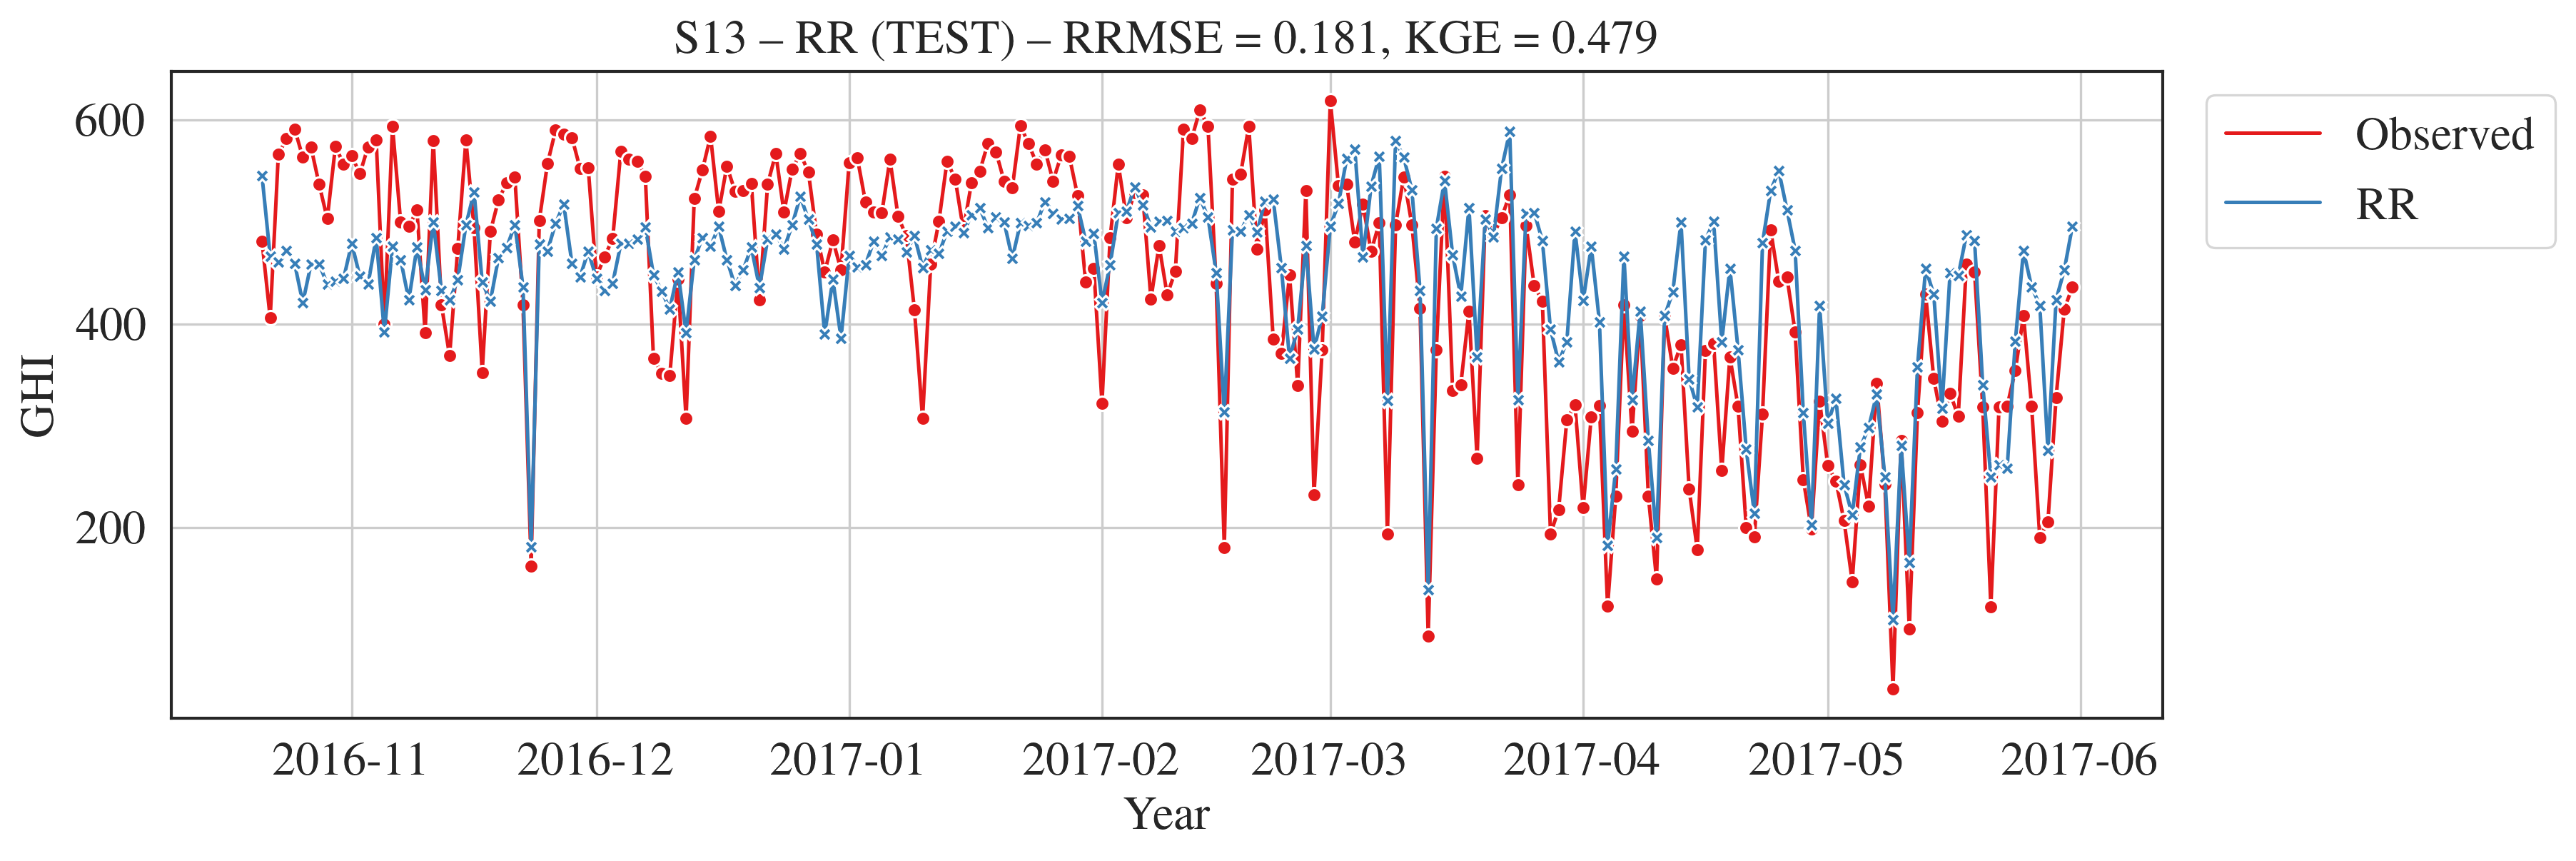 S13 – RR (TEST) – RRMSE = 0.181, KGE = 0.479
600
400
200
GHI
Observed
RR
2016-11 2016-12 2017-01 2017-02 2017-03 2017-04 2017-05 2017-06
Year